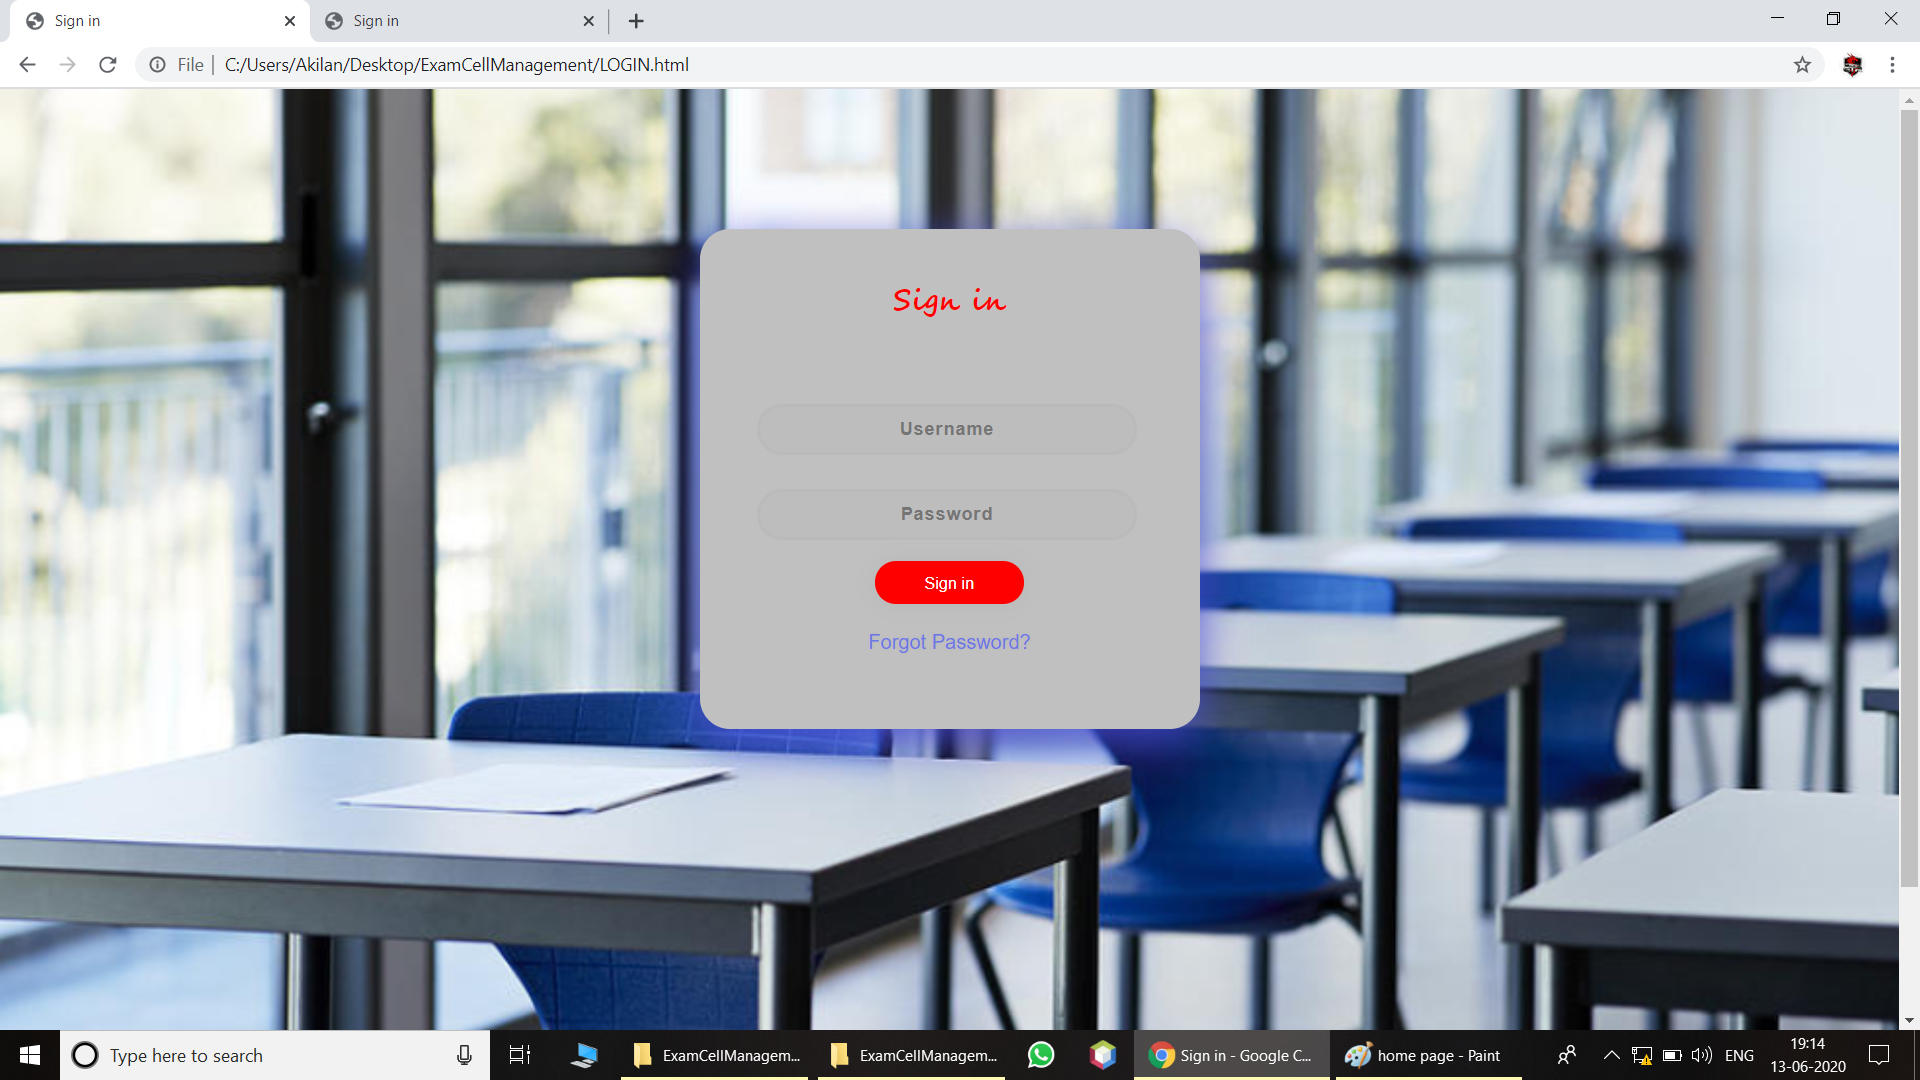 Sign in
Sign in
File
C:/Users/Akilan/Desktop/ExamCellManagement/LOGIN.html
Sign in
Username
Password
Sign in
Forgot Password?
Type here to search
ExamCellManagem...
ExamCellManagem...
Sign in - Google C...
home page - Paint
ENG
19:14
13-06-2020